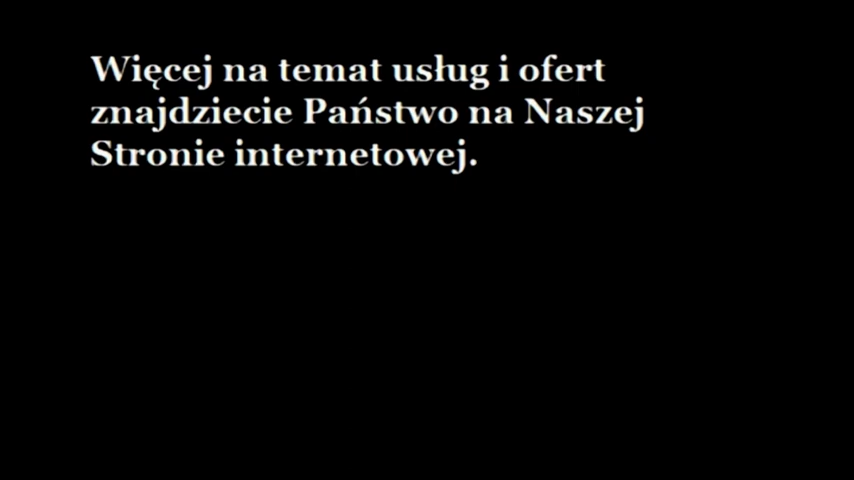 Więcej na temat usług i ofert
znajdziecie Państwo na Naszej
Stronie internetowej.